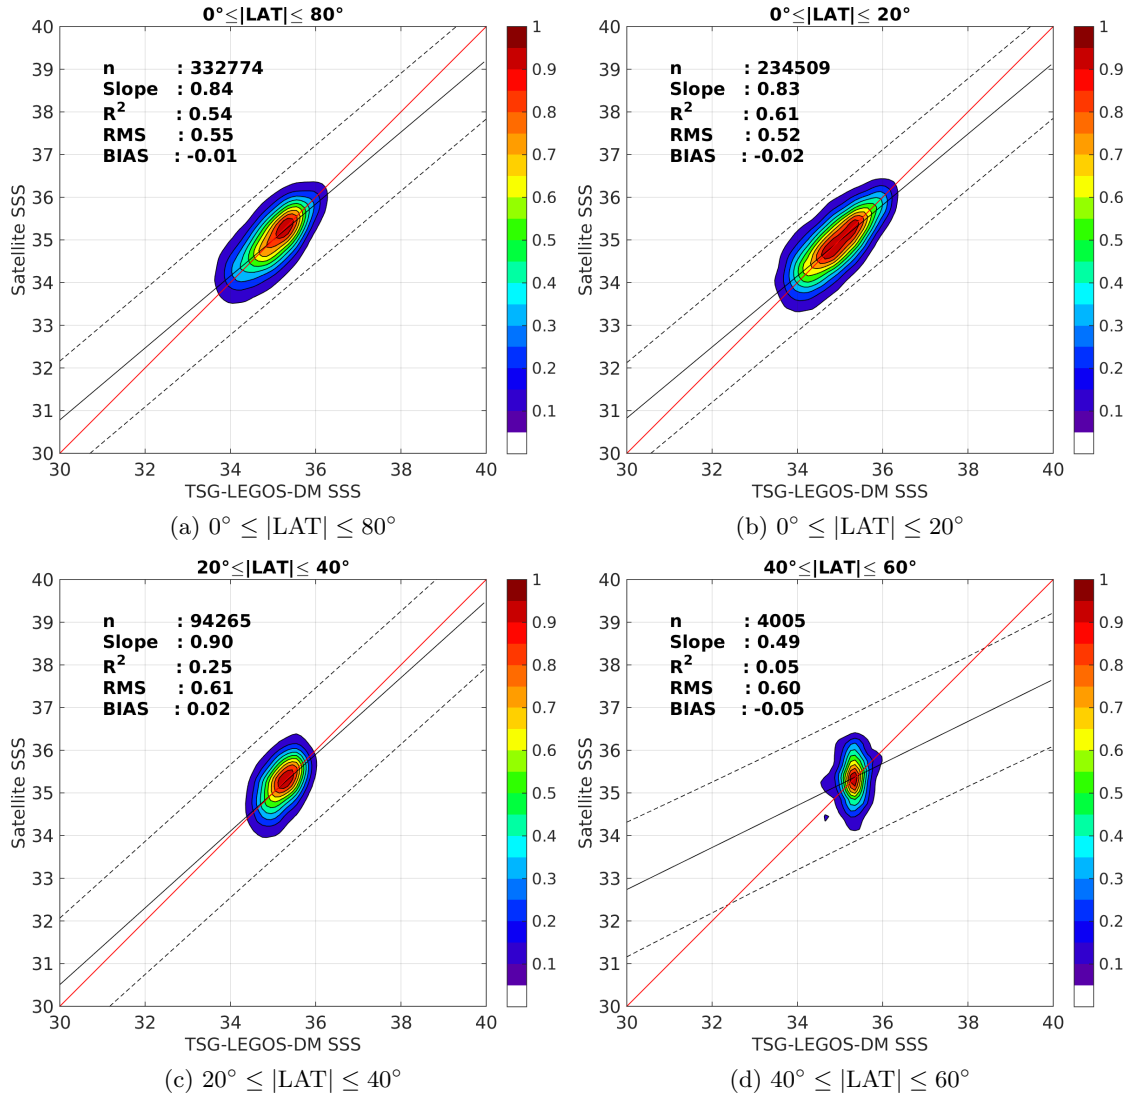 0°≤|LAT|≤ 80°
n : 332774
Slope : 0.84
R² : 0.54
RMS : 0.55
BIAS : -0.01
40
39
38
37
36
35
34
33
32
31
30
Satellite SSS
30 32 34 36 38 40
TSG-LEGOS-DM SSS
1
0.9
0.8
0.7
0.6
0.5
0.4
0.3
0.2
0.1
(a) 0° ≤ |LAT| ≤ 80°
0°≤|LAT|≤ 20°
n : 234509
Slope : 0.83
R² : 0.61
RMS : 0.52
BIAS : -0.02
40
39
38
37
36
35
34
33
32
31
30
Satellite SSS
30 32 34 36 38 40
TSG-LEGOS-DM SSS
1
0.9
0.8
0.7
0.6
0.5
0.4
0.3
0.2
0.1
(b) 0° ≤ |LAT| ≤ 20°
20°≤|LAT|≤ 40°
n : 94265
Slope : 0.90
R² : 0.25
RMS : 0.61
BIAS : 0.02
40
39
38
37
36
35
34
33
32
31
30
Satellite SSS
30 32 34 36 38 40
TSG-LEGOS-DM SSS
1
0.9
0.8
0.7
0.6
0.5
0.4
0.3
0.2
0.1
(c) 20° ≤ |LAT| ≤ 40°
40°≤|LAT|≤ 60°
n : 4005
Slope : 0.49
R² : 0.05
RMS : 0.60
BIAS : -0.05
40
39
38
37
36
35
34
33
32
31
30
Satellite SSS
30 32 34 36 38 40
TSG-LEGOS-DM SSS
1
0.9
0.8
0.7
0.6
0.5
0.4
0.3
0.2
0.1
(d) 40° ≤ |LAT| ≤ 60°